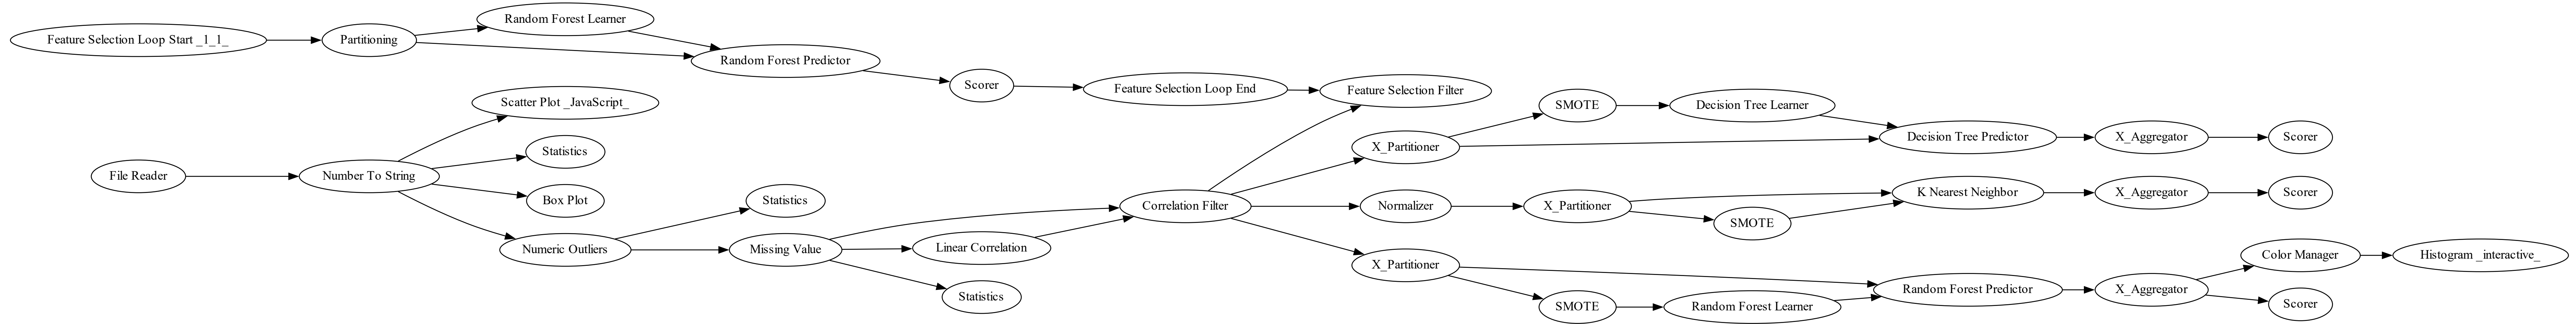 Feature Selection Loop Start _1_1_
Partitioning
Random Forest Learner
Random Forest Predictor
Scorer
Feature Selection Loop End
Feature Selection Filter
File Reader
Number To String
Scatter Plot _JavaScript_
Statistics
Box Plot
Numeric Outliers
Statistics
Missing Value
Linear Correlation
Statistics
Correlation Filter
X_Partitioner
SMOTE
Decision Tree Learner
Decision Tree Predictor
X_Aggregator
Scorer
Normalizer
X_Partitioner
SMOTE
K Nearest Neighbor
X_Aggregator
Scorer
X_Partitioner
SMOTE
Random Forest Learner
Random Forest Predictor
X_Aggregator
Color Manager
Histogram _interactive_
Scorer